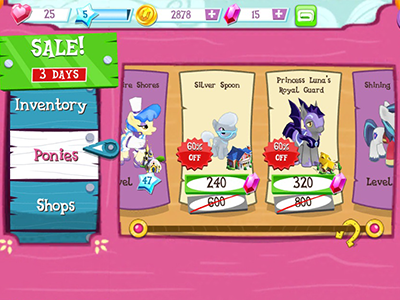 25 5 2878 + 15 +
SALE!
3 DAYS
Inventory
Ponies
Shops
re Shores
Level
47
Silver Spoon
60%
OFF
240
600
Princess Luna's
Royal Guard
60%
OFF
320
800
Shining
Level